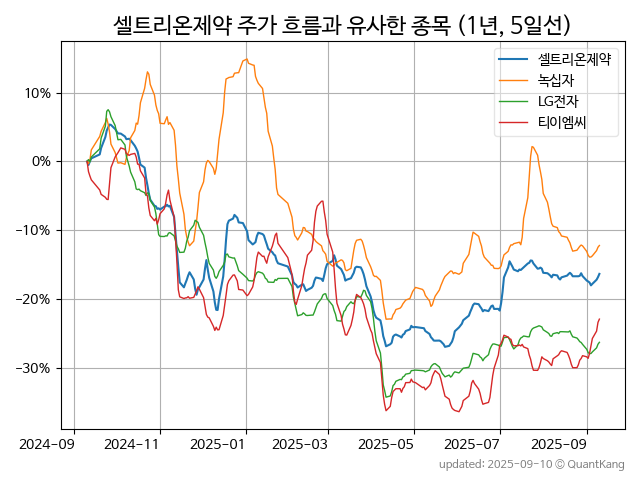 셀트리온제약 주가 흐름과 유사한 종목 (1년, 5일선)
셀트리온제약
녹십자
LG전자
티이엠씨
10%
0%
−10%
−20%
−30%
2024-09
2024-11
2025-01
2025-03
2025-05
2025-07
2025-09
updated: 2025-09-10 © QuantKang